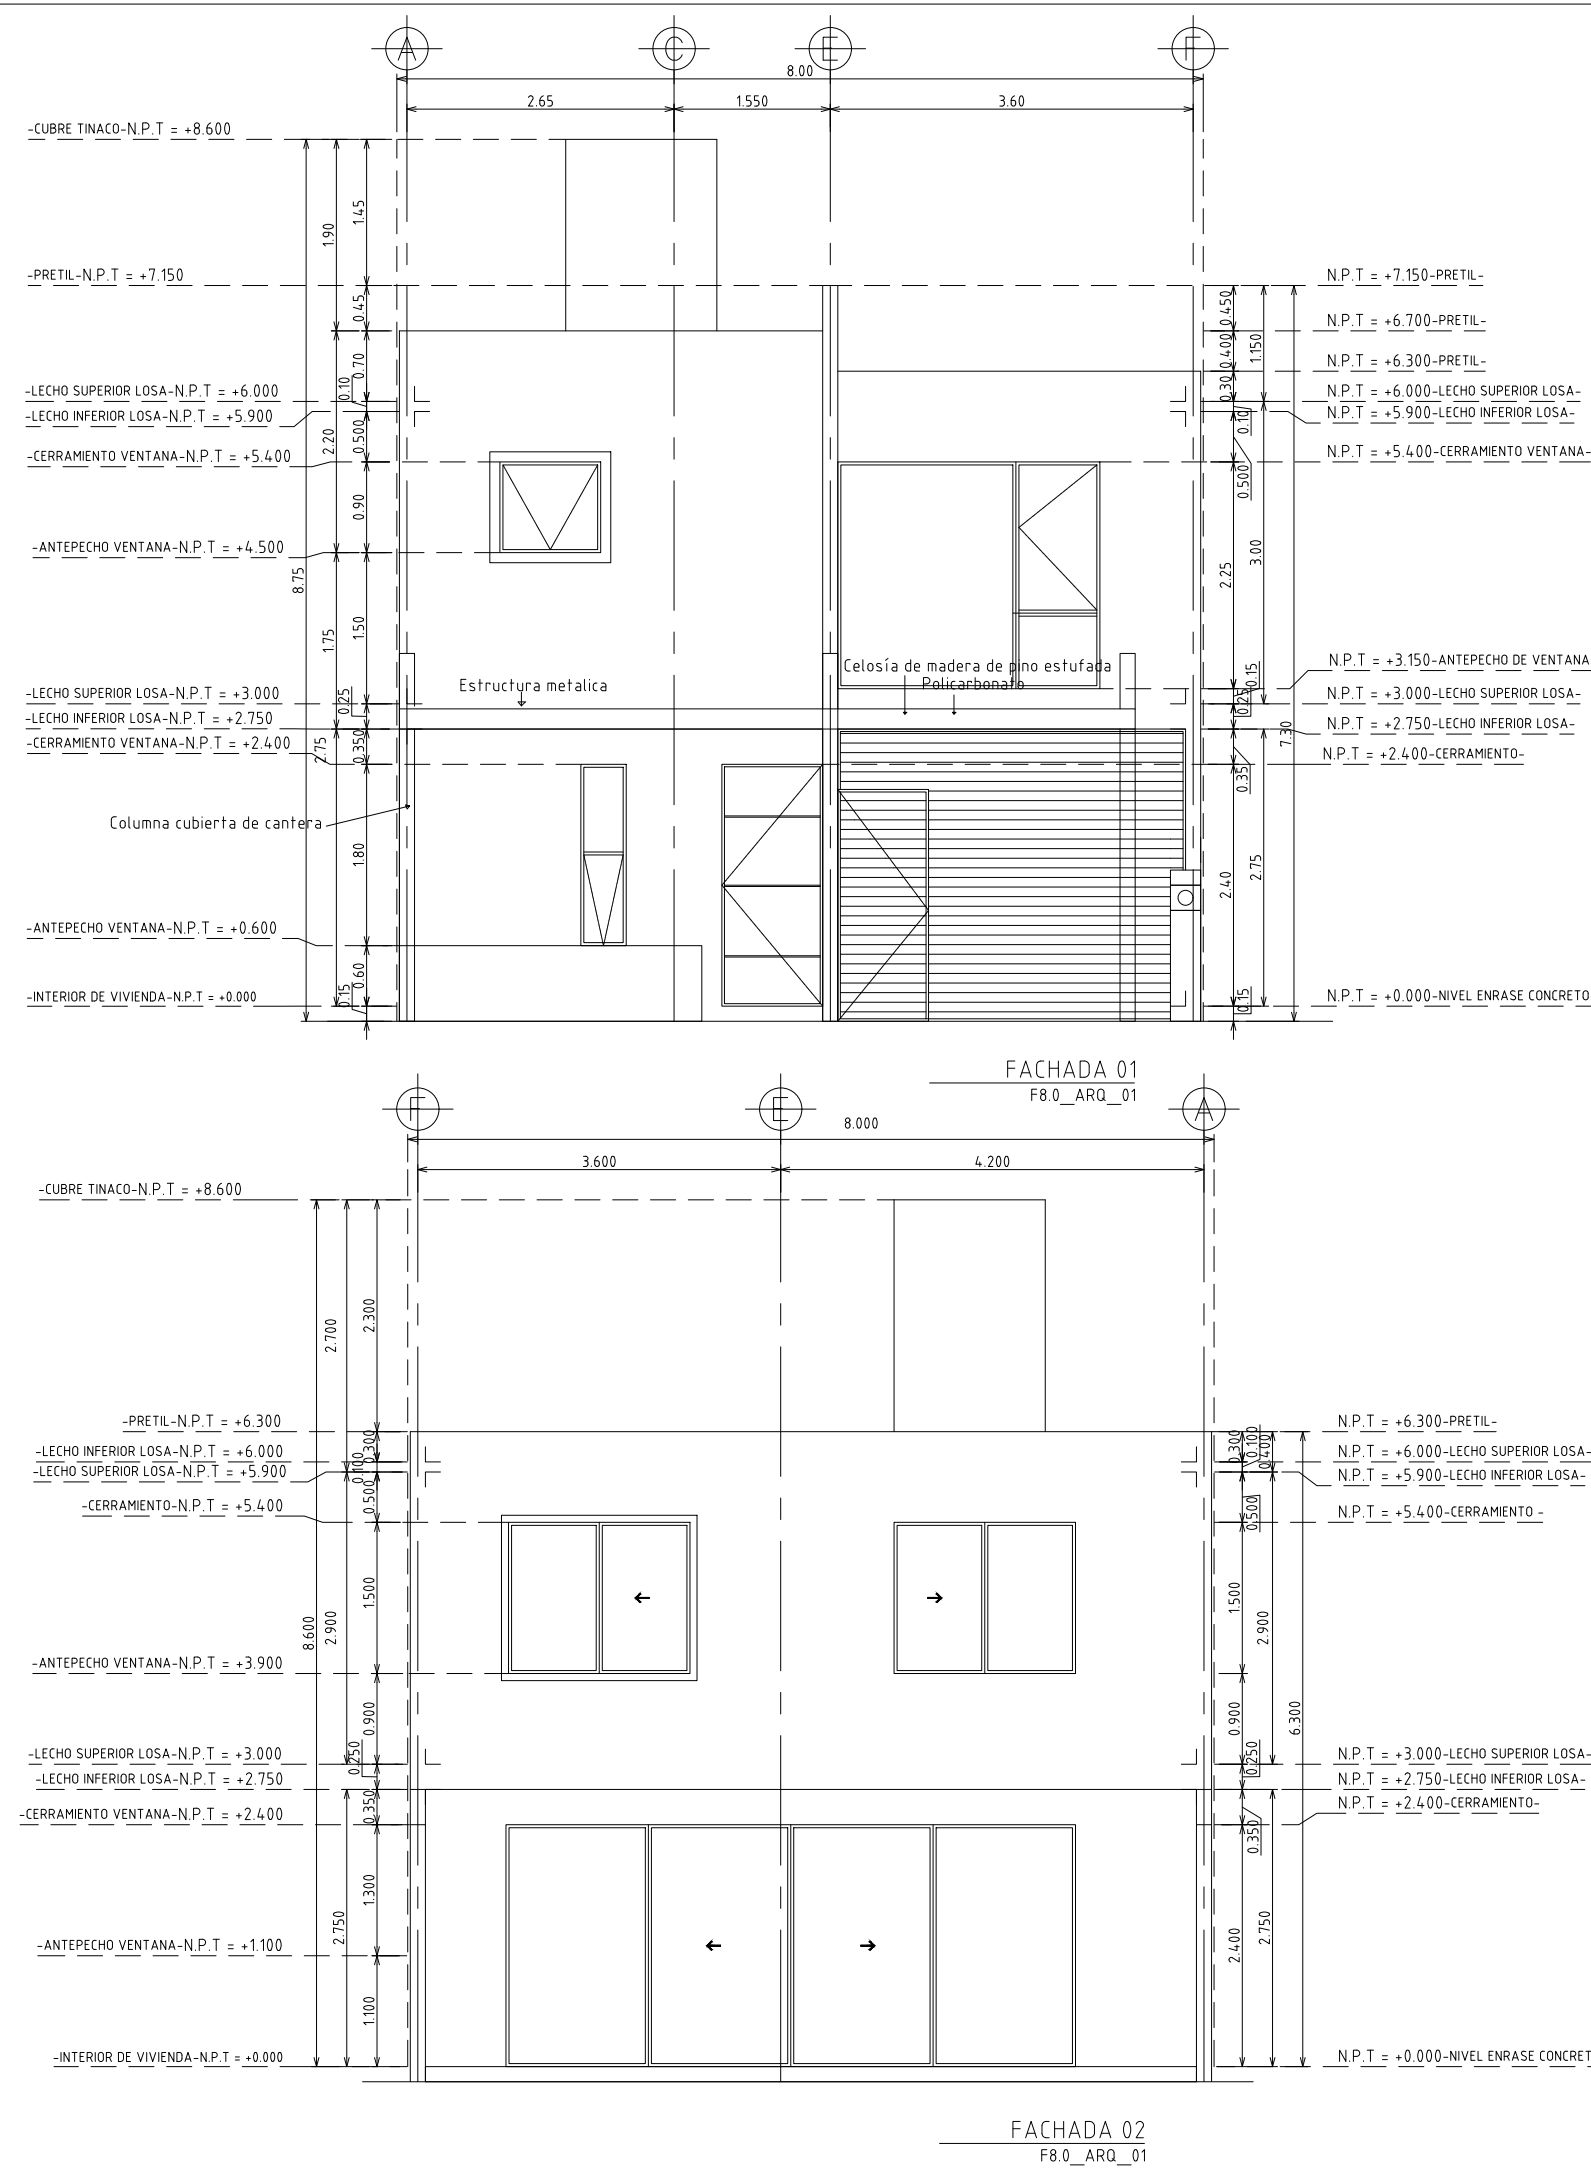 A C E F
8.00
2.65 1.550 3.60
-CUBRE TINACO-N.P.T = +8.600
1.45
1.90
-PRETIL-N.P.T = +7.150
N.P.T = +7.150-PRETIL-
0.45
0.450
N.P.T = +6.700-PRETIL-
0.400
1.150
N.P.T = +6.300-PRETIL-
0.70
0.30
-LECHO SUPERIOR LOSA-N.P.T = +6.000
0.10
N.P.T = +6.000-LECHO SUPERIOR LOSA-
-LECHO INFERIOR LOSA-N.P.T = +5.900
0.10
N.P.T = +5.900-LECHO INFERIOR LOSA-
2.20
0.500
-CERRAMIENTO VENTANA-N.P.T = +5.400
N.P.T = +5.400-CERRAMIENTO VENTANA-
0.500
0.90
-ANTEPECHO VENTANA-N.P.T = +4.500
3.00
8.75
2.25
1.50
1.75
Celosía de madera de pino estufada
N.P.T = +3.150-ANTEPECHO DE VENTANA
0.15
Estructura metalica
Policarbonato
-LECHO SUPERIOR LOSA-N.P.T = +3.000
0.25
0.25
N.P.T = +3.000-LECHO SUPERIOR LOSA-
-LECHO INFERIOR LOSA-N.P.T = +2.750
7.30
N.P.T = +2.750-LECHO INFERIOR LOSA-
-CERRAMIENTO VENTANA-N.P.T = +2.400
2.75
0.350
N.P.T = +2.400-CERRAMIENTO-
0.35
Columna cubierta de cantera
1.80
2.75
2.40
-ANTEPECHO VENTANA-N.P.T = +0.600
0.60
-INTERIOR DE VIVIENDA-N.P.T = +0.000
0.15
0.15
N.P.T = +0.000-NIVEL ENRASE CONCRETO
FACHADA 01
F8.0__ARQ__01
F E A
8.000
3.600 4.200
-CUBRE TINACO-N.P.T = +8.600
2.300
2.700
-PRETIL-N.P.T = +6.300
N.P.T = +6.300-PRETIL-
0.300
0.300
0.100
0.400
-LECHO INFERIOR LOSA-N.P.T = +6.000
N.P.T = +6.000-LECHO SUPERIOR LOSA-
-LECHO SUPERIOR LOSA-N.P.T = +5.900
0.100
N.P.T = +5.900-LECHO INFERIOR LOSA-
-CERRAMIENTO-N.P.T = +5.400
0.500
0.500
N.P.T = +5.400-CERRAMIENTO -
1.500
1.500
8.600
2.900
2.900
-ANTEPECHO VENTANA-N.P.T = +3.900
0.900
0.900
6.300
-LECHO SUPERIOR LOSA-N.P.T = +3.000
0.250
0.250
N.P.T = +3.000-LECHO SUPERIOR LOSA-
-LECHO INFERIOR LOSA-N.P.T = +2.750
N.P.T = +2.750-LECHO INFERIOR LOSA-
-CERRAMIENTO VENTANA-N.P.T = +2.400
0.350
0.350
N.P.T = +2.400-CERRAMIENTO-
1.300
2.750
2.400
2.750
-ANTEPECHO VENTANA-N.P.T = +1.100
1.100
-INTERIOR DE VIVIENDA-N.P.T = +0.000
N.P.T = +0.000-NIVEL ENRASE CONCRET
FACHADA 02
F8.0__ARQ__01